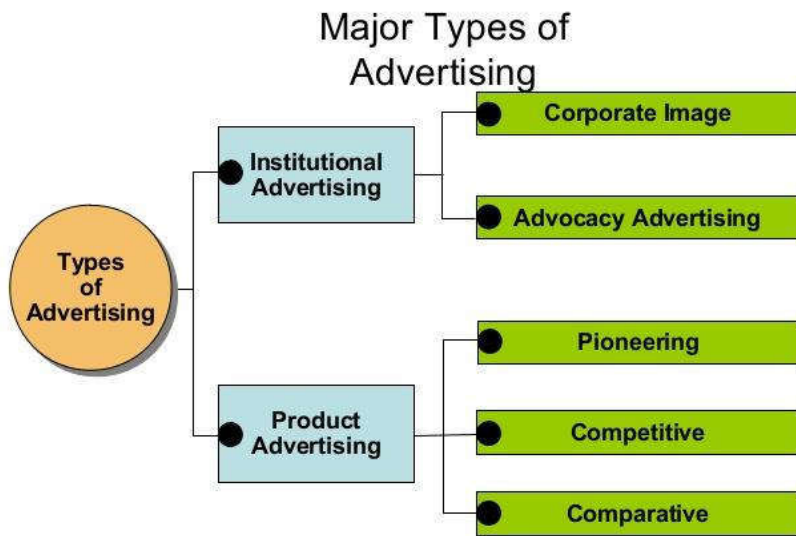 Major Types of
Advertising
Types
of
Advertising
Institutional
Advertising
Corporate Image
Advocacy Advertising
Product
Advertising
Pioneering
Competitive
Comparative